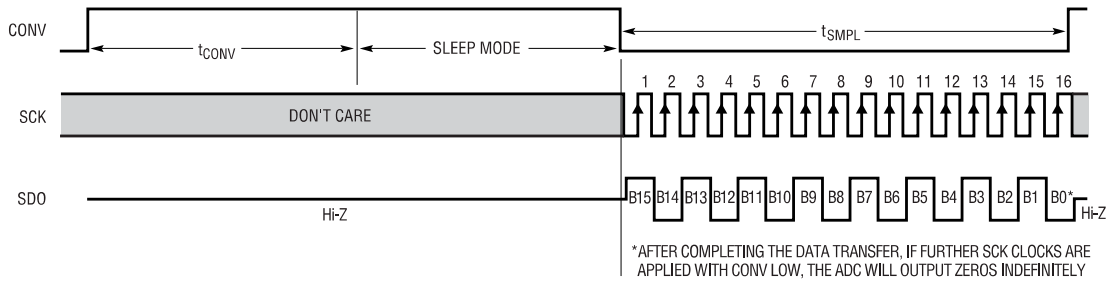 CONV
tCONV
SLEEP MODE
tSMPL
1 2 3 4 5 6 7 8 9 10 11 12 13 14 15 16
SCK
DON'T CARE
SDO
B15 B14 B13 B12 B11 B10 B9 B8 B7 B6 B5 B4 B3 B2 B1 B0*
Hi-Z
Hi-Z
*AFTER COMPLETING THE DATA TRANSFER, IF FURTHER SCK CLOCKS ARE
APPLIED WITH CONV LOW, THE ADC WILL OUTPUT ZEROS INDEFINITELY